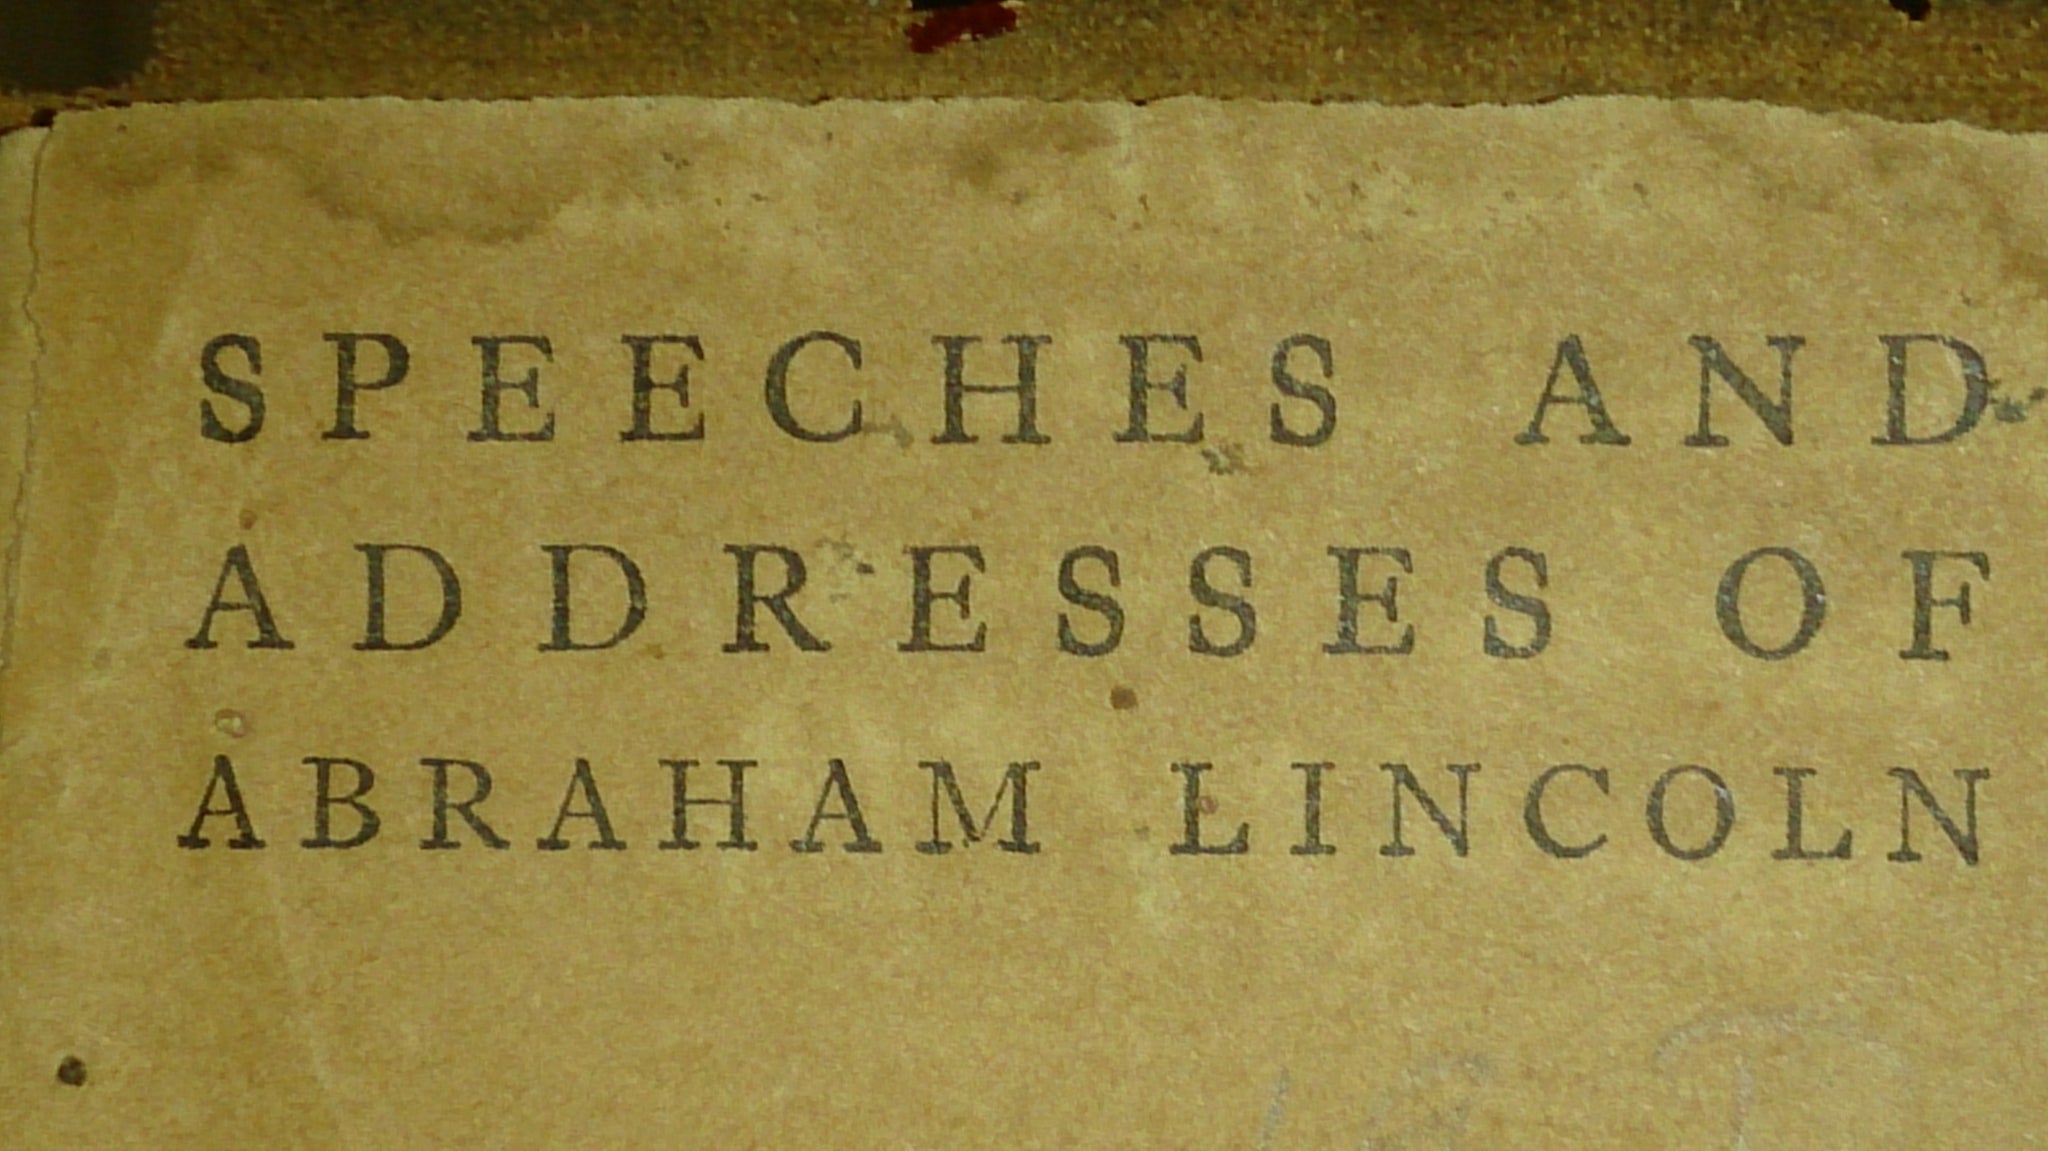 SPEECHES AND
ADDRESSES OF
ABRAHAM LINCOLN